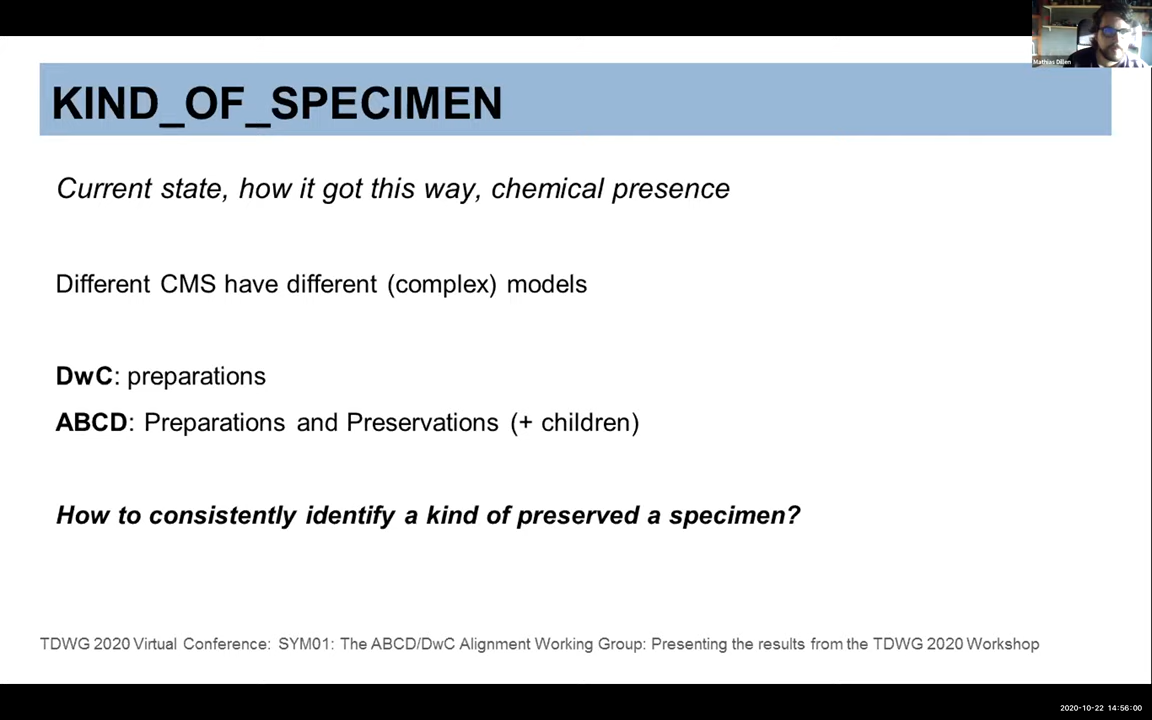 Mathias Dillen
KIND_OF_SPECIMEN
Current state, how it got this way, chemical presence
Different CMS have different (complex) models
DwC: preparations
ABCD: Preparations and Preservations (+ children)
How to consistently identify a kind of preserved a specimen?
TDWG 2020 Virtual Conference: SYM01: The ABCD/DwC Alignment Working Group: Presenting the results from the TDWG 2020 Workshop
2020-10-22 14:56:00